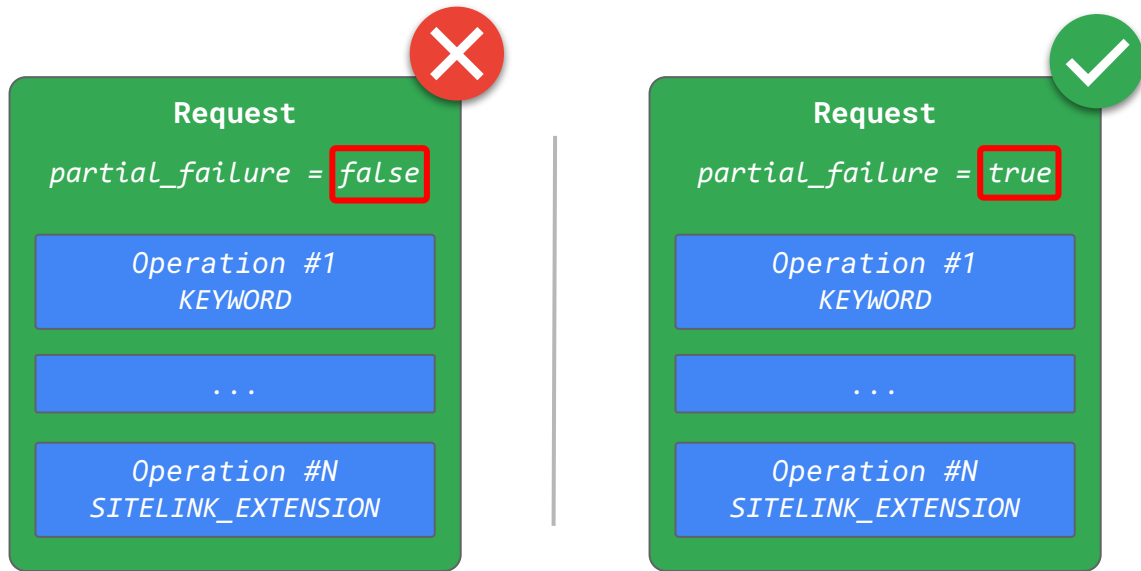 Request
partial_failure = false
Operation #1
KEYWORD
...
Operation #N
SITELINK_EXTENSION
Request
partial_failure = true
Operation #1
KEYWORD
...
Operation #N
SITELINK_EXTENSION